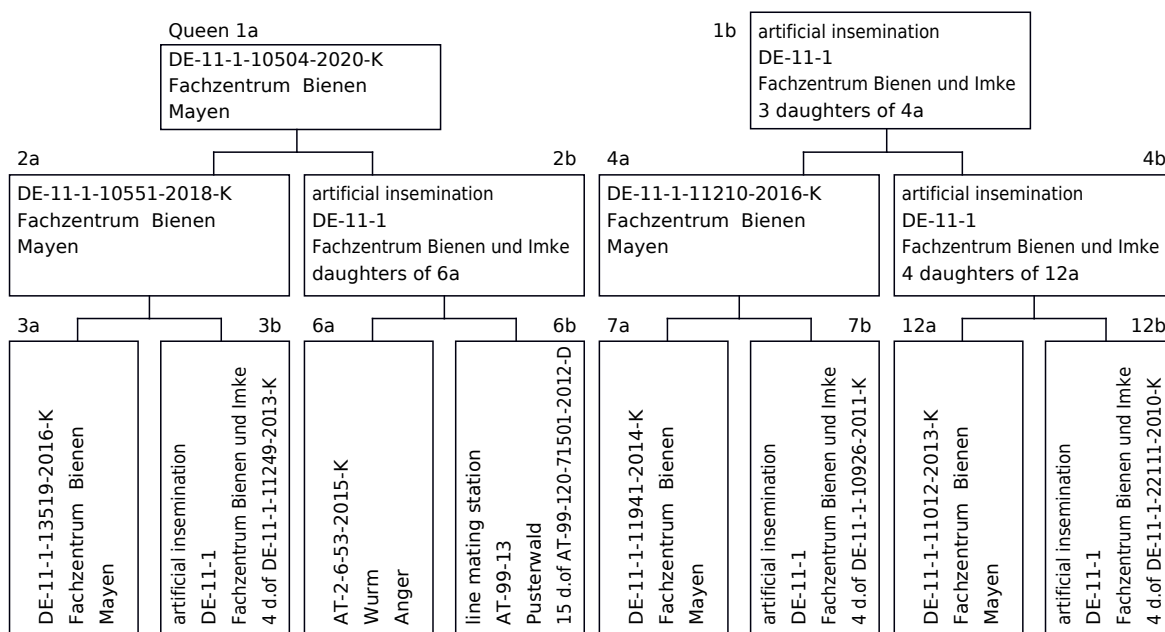 Queen 1a
DE-11-1-10504-2020-K
Fachzentrum Bienen
Mayen
1b
artificial insemination
DE-11-1
Fachzentrum Bienen und Imke
3 daughters of 4a
2a
DE-11-1-10551-2018-K
Fachzentrum Bienen
Mayen
2b
artificial insemination
DE-11-1
Fachzentrum Bienen und Imke
daughters of 6a
4a
DE-11-1-11210-2016-K
Fachzentrum Bienen
Mayen
4b
artificial insemination
DE-11-1
Fachzentrum Bienen und Imke
4 daughters of 12a
3a
DE-11-1-13519-2016-K
Fachzentrum Bienen
Mayen
3b
artificial insemination
DE-11-1
Fachzentrum Bienen und Imke
4 d.of DE-11-1-11249-2013-K
6a
AT-2-6-53-2015-K
Wurm
Anger
6b
line mating station
AT-99-13
Pusterwald
15 d.of AT-99-120-71501-2012-D
7a
DE-11-1-11941-2014-K
Fachzentrum Bienen
Mayen
7b
artificial insemination
DE-11-1
Fachzentrum Bienen und Imke
4 d.of DE-11-1-10926-2011-K
12a
DE-11-1-11012-2013-K
Fachzentrum Bienen
Mayen
12b
artificial insemination
DE-11-1
Fachzentrum Bienen und Imke
4 d.of DE-11-1-22111-2010-K